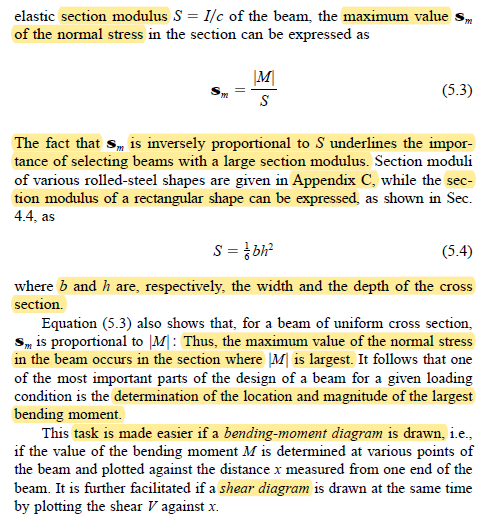 elastic section modulus S = I/c of the beam, the maximum value sₘ
of the normal stress in the section can be expressed as
sₘ = |M|/S (5.3)
The fact that sₘ is inversely proportional to S underlines the impor-
tance of selecting beams with a large section modulus. Section moduli
of various rolled-steel shapes are given in Appendix C, while the sec-
tion modulus of a rectangular shape can be expressed, as shown in Sec.
4.4, as
S = 1/6 bh² (5.4)
where b and h are, respectively, the width and the depth of the cross
section.
Equation (5.3) also shows that, for a beam of uniform cross section,
sₘ is proportional to |M|: Thus, the maximum value of the normal stress
in the beam occurs in the section where |M| is largest. It follows that one
of the most important parts of the design of a beam for a given loading
condition is the determination of the location and magnitude of the largest
bending moment.
This task is made easier if a bending-moment diagram is drawn, i.e.,
if the value of the bending moment M is determined at various points of
the beam and plotted against the distance x measured from one end of the
beam. It is further facilitated if a shear diagram is drawn at the same time
by plotting the shear V against x.